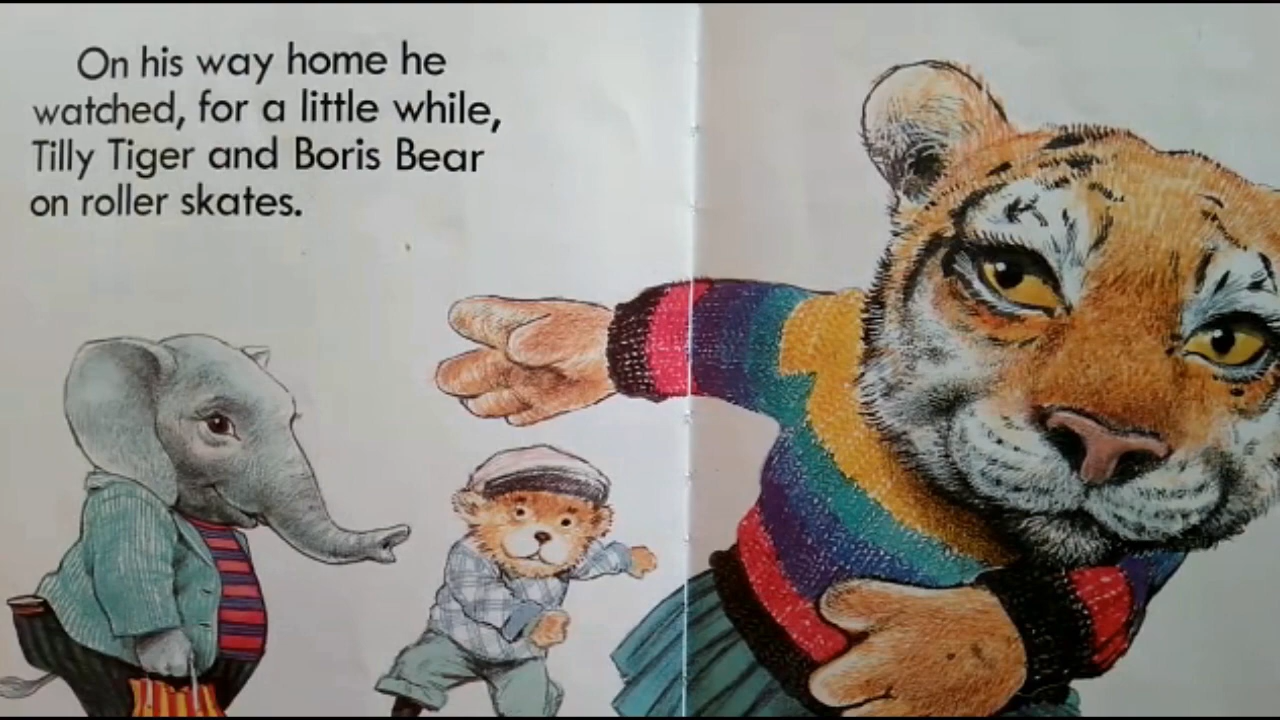 On his way home he
watched, for a little while,
Tilly Tiger and Boris Bear
on roller skates.